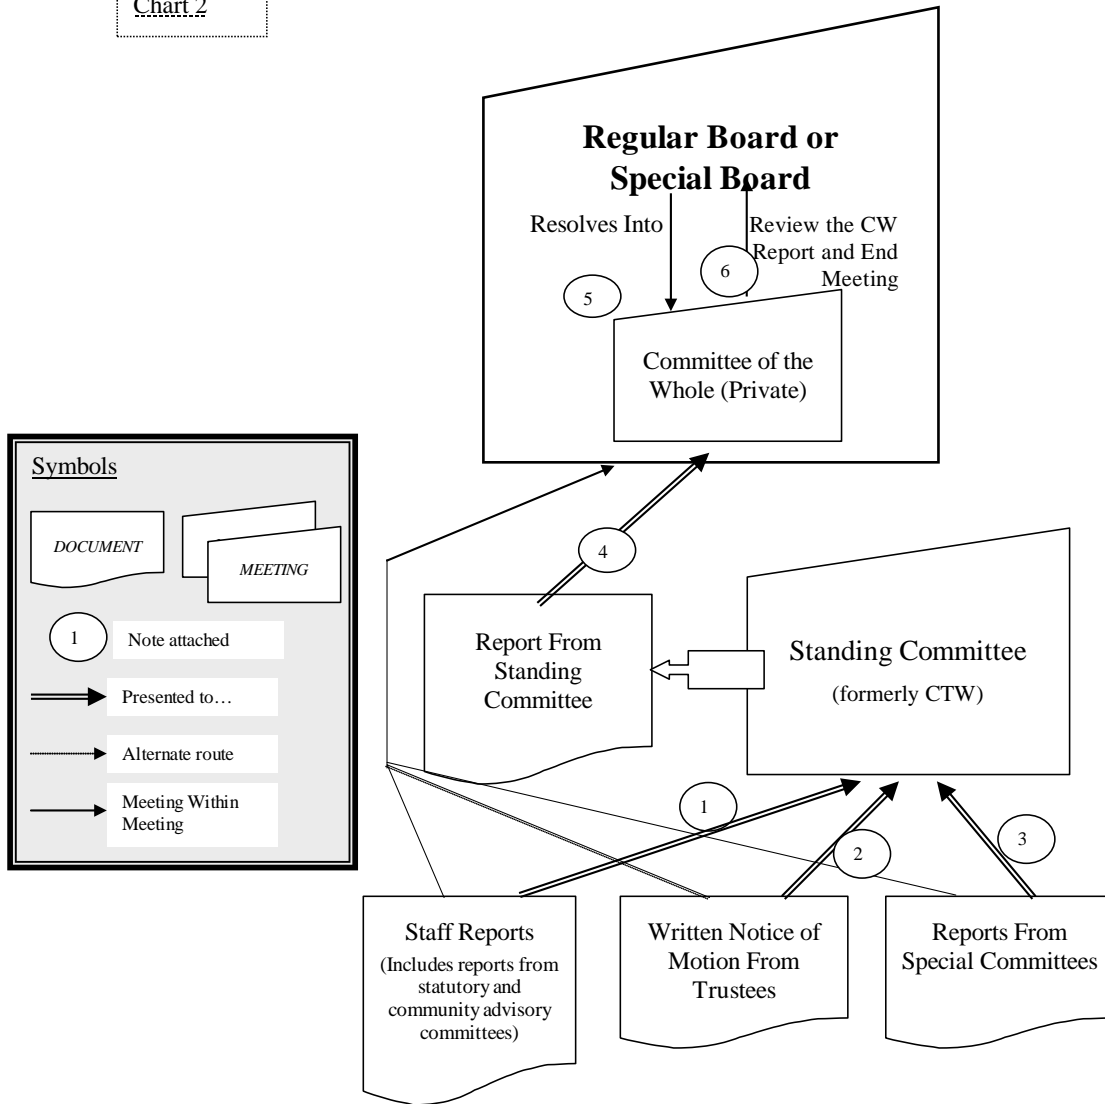 Chart 2
Regular Board or
Special Board
Resolves Into
Review the CW
Report and End
Meeting
6
5
Committee of the
Whole (Private)
Symbols
DOCUMENT
MEETING
1
Note attached
Presented to…
Alternate route
Meeting Within
Meeting
4
Report From
Standing
Committee
Standing Committee
(formerly CTW)
1
2
3
Staff Reports
(Includes reports from
statutory and
community advisory
committees)
Written Notice of
Motion From
Trustees
Reports From
Special Committees